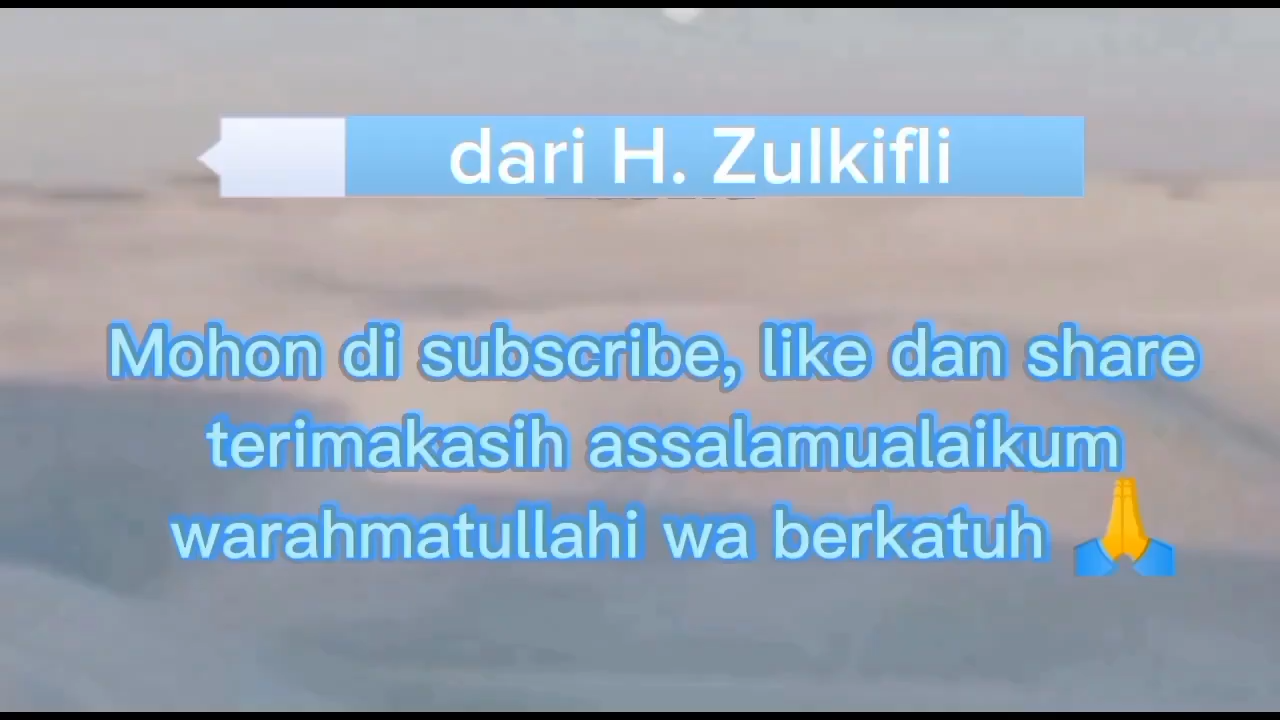 dari H. Zulkifli
Mohon di subscribe, like dan share
terimakasih assalamualaikum
warahmatullahi wa berkatuh 🙏